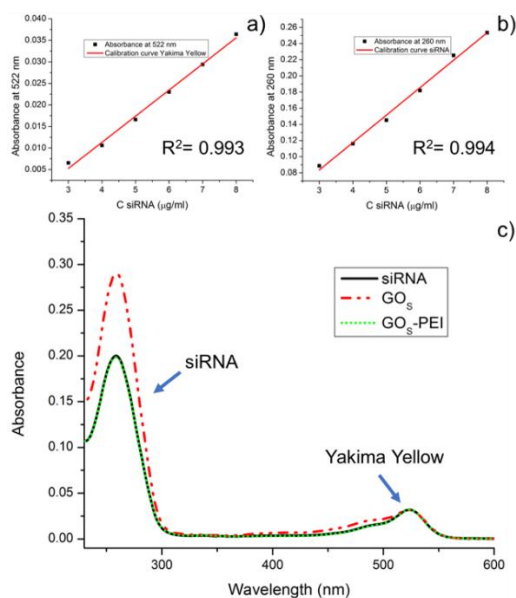 a)
0.040
0.035
0.030
0.025
0.020
0.015
0.010
0.005
Absorbance at 522 nm
Absorbance at 522 nm
Calibration curve Yakima Yellow
R²= 0.993
3 4 5 6 7 8
C siRNA (µg/ml)
b)
0.26
0.24
0.22
0.20
0.18
0.16
0.14
0.12
0.10
0.08
Absorbance at 260 nm
Absorbance at 260 nm
Calibration curve siRNA
R²= 0.994
3 4 5 6 7 8
C siRNA (µg/ml)
c)
0.35
0.30
0.25
0.20
0.15
0.10
0.05
0.00
Absorbance
siRNA
GOS
GOS-PEI
siRNA
Yakima Yellow
300 400 500 600
Wavelength (nm)